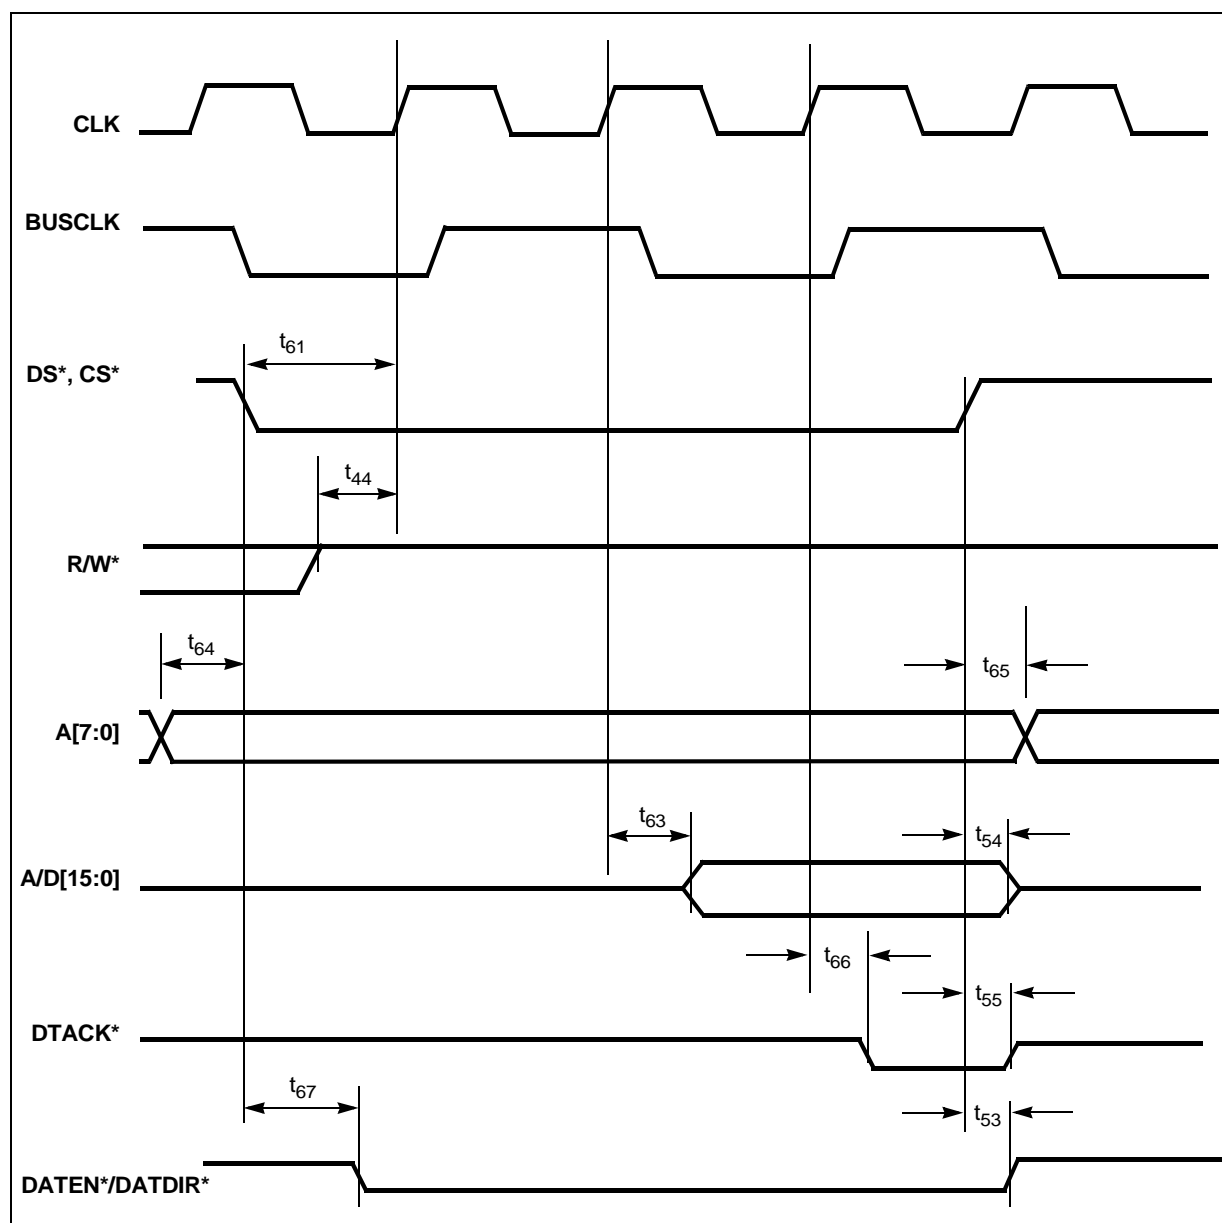 CLK
BUSCLK
t61
DS*, CS*
t44
R/W*
t64
t65
A[7:0]
t63
t54
A/D[15:0]
t66
t55
DTACK*
t67
t53
DATEN*/DATDIR*